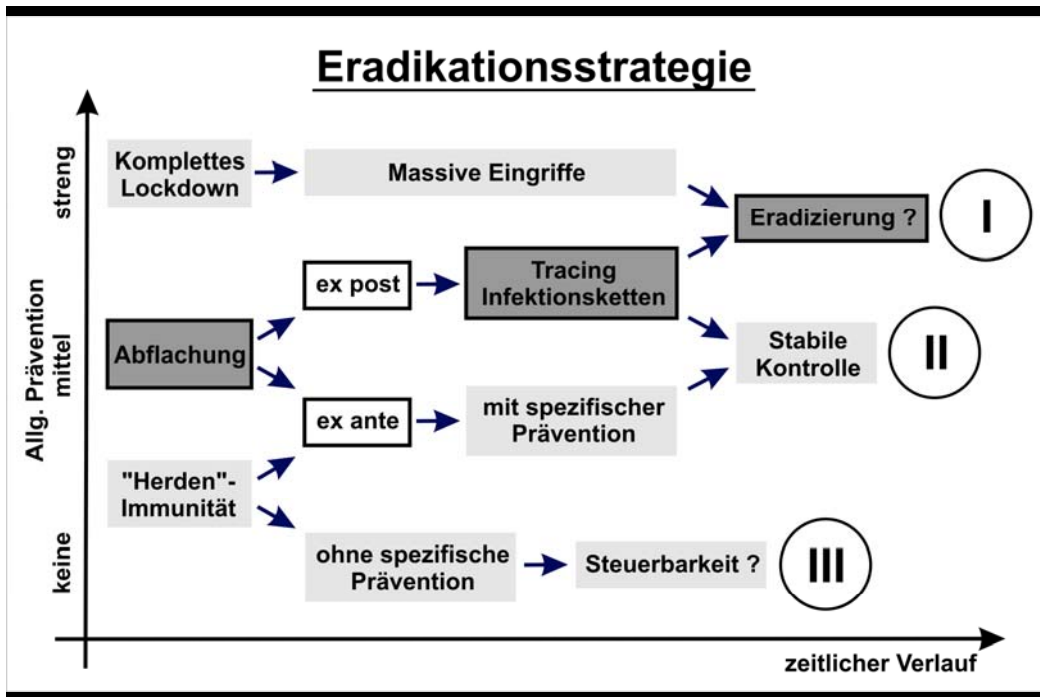 Eradikationsstrategie
streng
Allg. Prävention
mittel
keine
Komplettes
Lockdown
Massive Eingriffe
Eradizierung ?
I
ex post
Tracing
Infektionsketten
Abflachung
Stabile
Kontrolle
II
ex ante
mit spezifischer
Prävention
"Herden"-
Immunität
ohne spezifische
Prävention
Steuerbarkeit ?
III
zeitlicher Verlauf